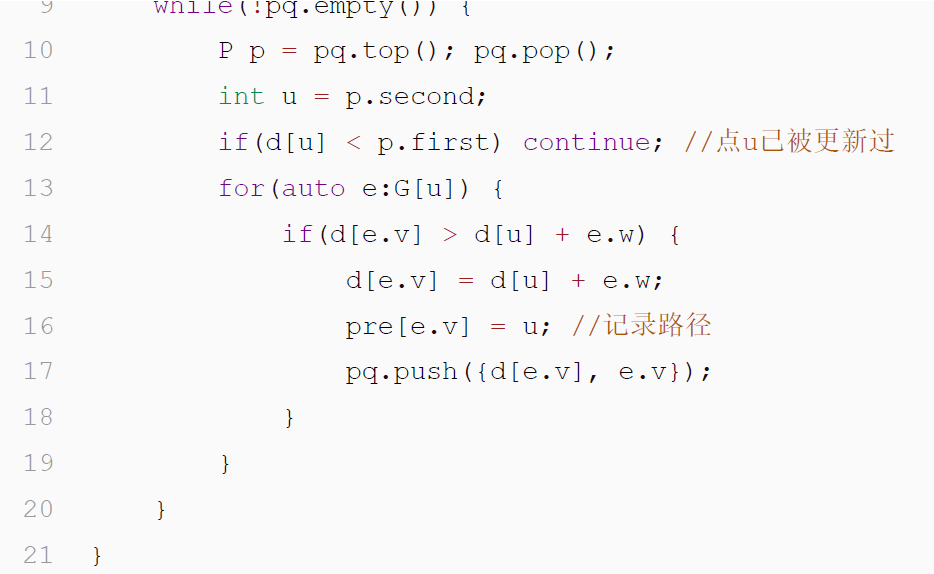 9     while(!pq.empty()) {
10         P p = pq.top(); pq.pop();
11         int u = p.second;
12         if(d[u] < p.first) continue; //点u已被更新过
13         for(auto e:G[u]) {
14             if(d[e.v] > d[u] + e.w) {
15                 d[e.v] = d[u] + e.w;
16                 pre[e.v] = u; //记录路径
17                 pq.push({d[e.v], e.v});
18             }
19         }
20     }
21 }